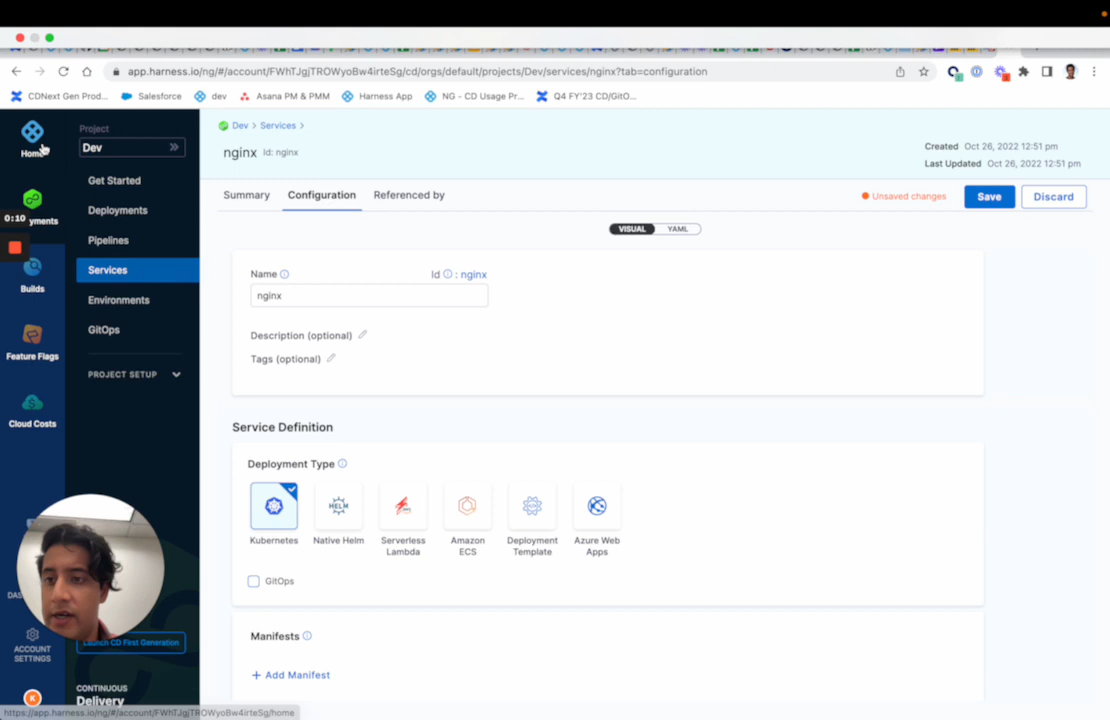 app.harness.io/ng/#/account/FWhTJgjTROWyoBw4irteSg/cd/orgs/default/projects/Dev/services/nginx?tab=configuration
CDNext Gen Prod... Salesforce dev Asana PM & PMM Harness App NG - CD Usage Pr... Q4 FY'23 CD/GitO...
Home
0:10
yments
Builds
Feature Flags
Cloud Costs
DAS
ACCOUNT
SETTINGS
K
Project
Dev
Get Started
Deployments
Pipelines
Services
Environments
GitOps
PROJECT SETUP
Launch CD First Generation
CONTINUOUS
Delivery
Dev > Services >
nginx Id: nginx
Created Oct 26, 2022 12:51 pm
Last Updated Oct 26, 2022 12:51 pm
Summary Configuration Referenced by
Unsaved changes Save Discard
VISUAL YAML
Name Id : nginx
nginx
Description (optional)
Tags (optional)
Service Definition
Deployment Type
HELM
Kubernetes
Native Helm
Serverless
Lambda
Amazon
ECS
Deployment
Template
Azure Web
Apps
GitOps
Manifests
+ Add Manifest
https://app.harness.io/ng/#/account/FWhTJgjTROWyoBw4irteSg/home